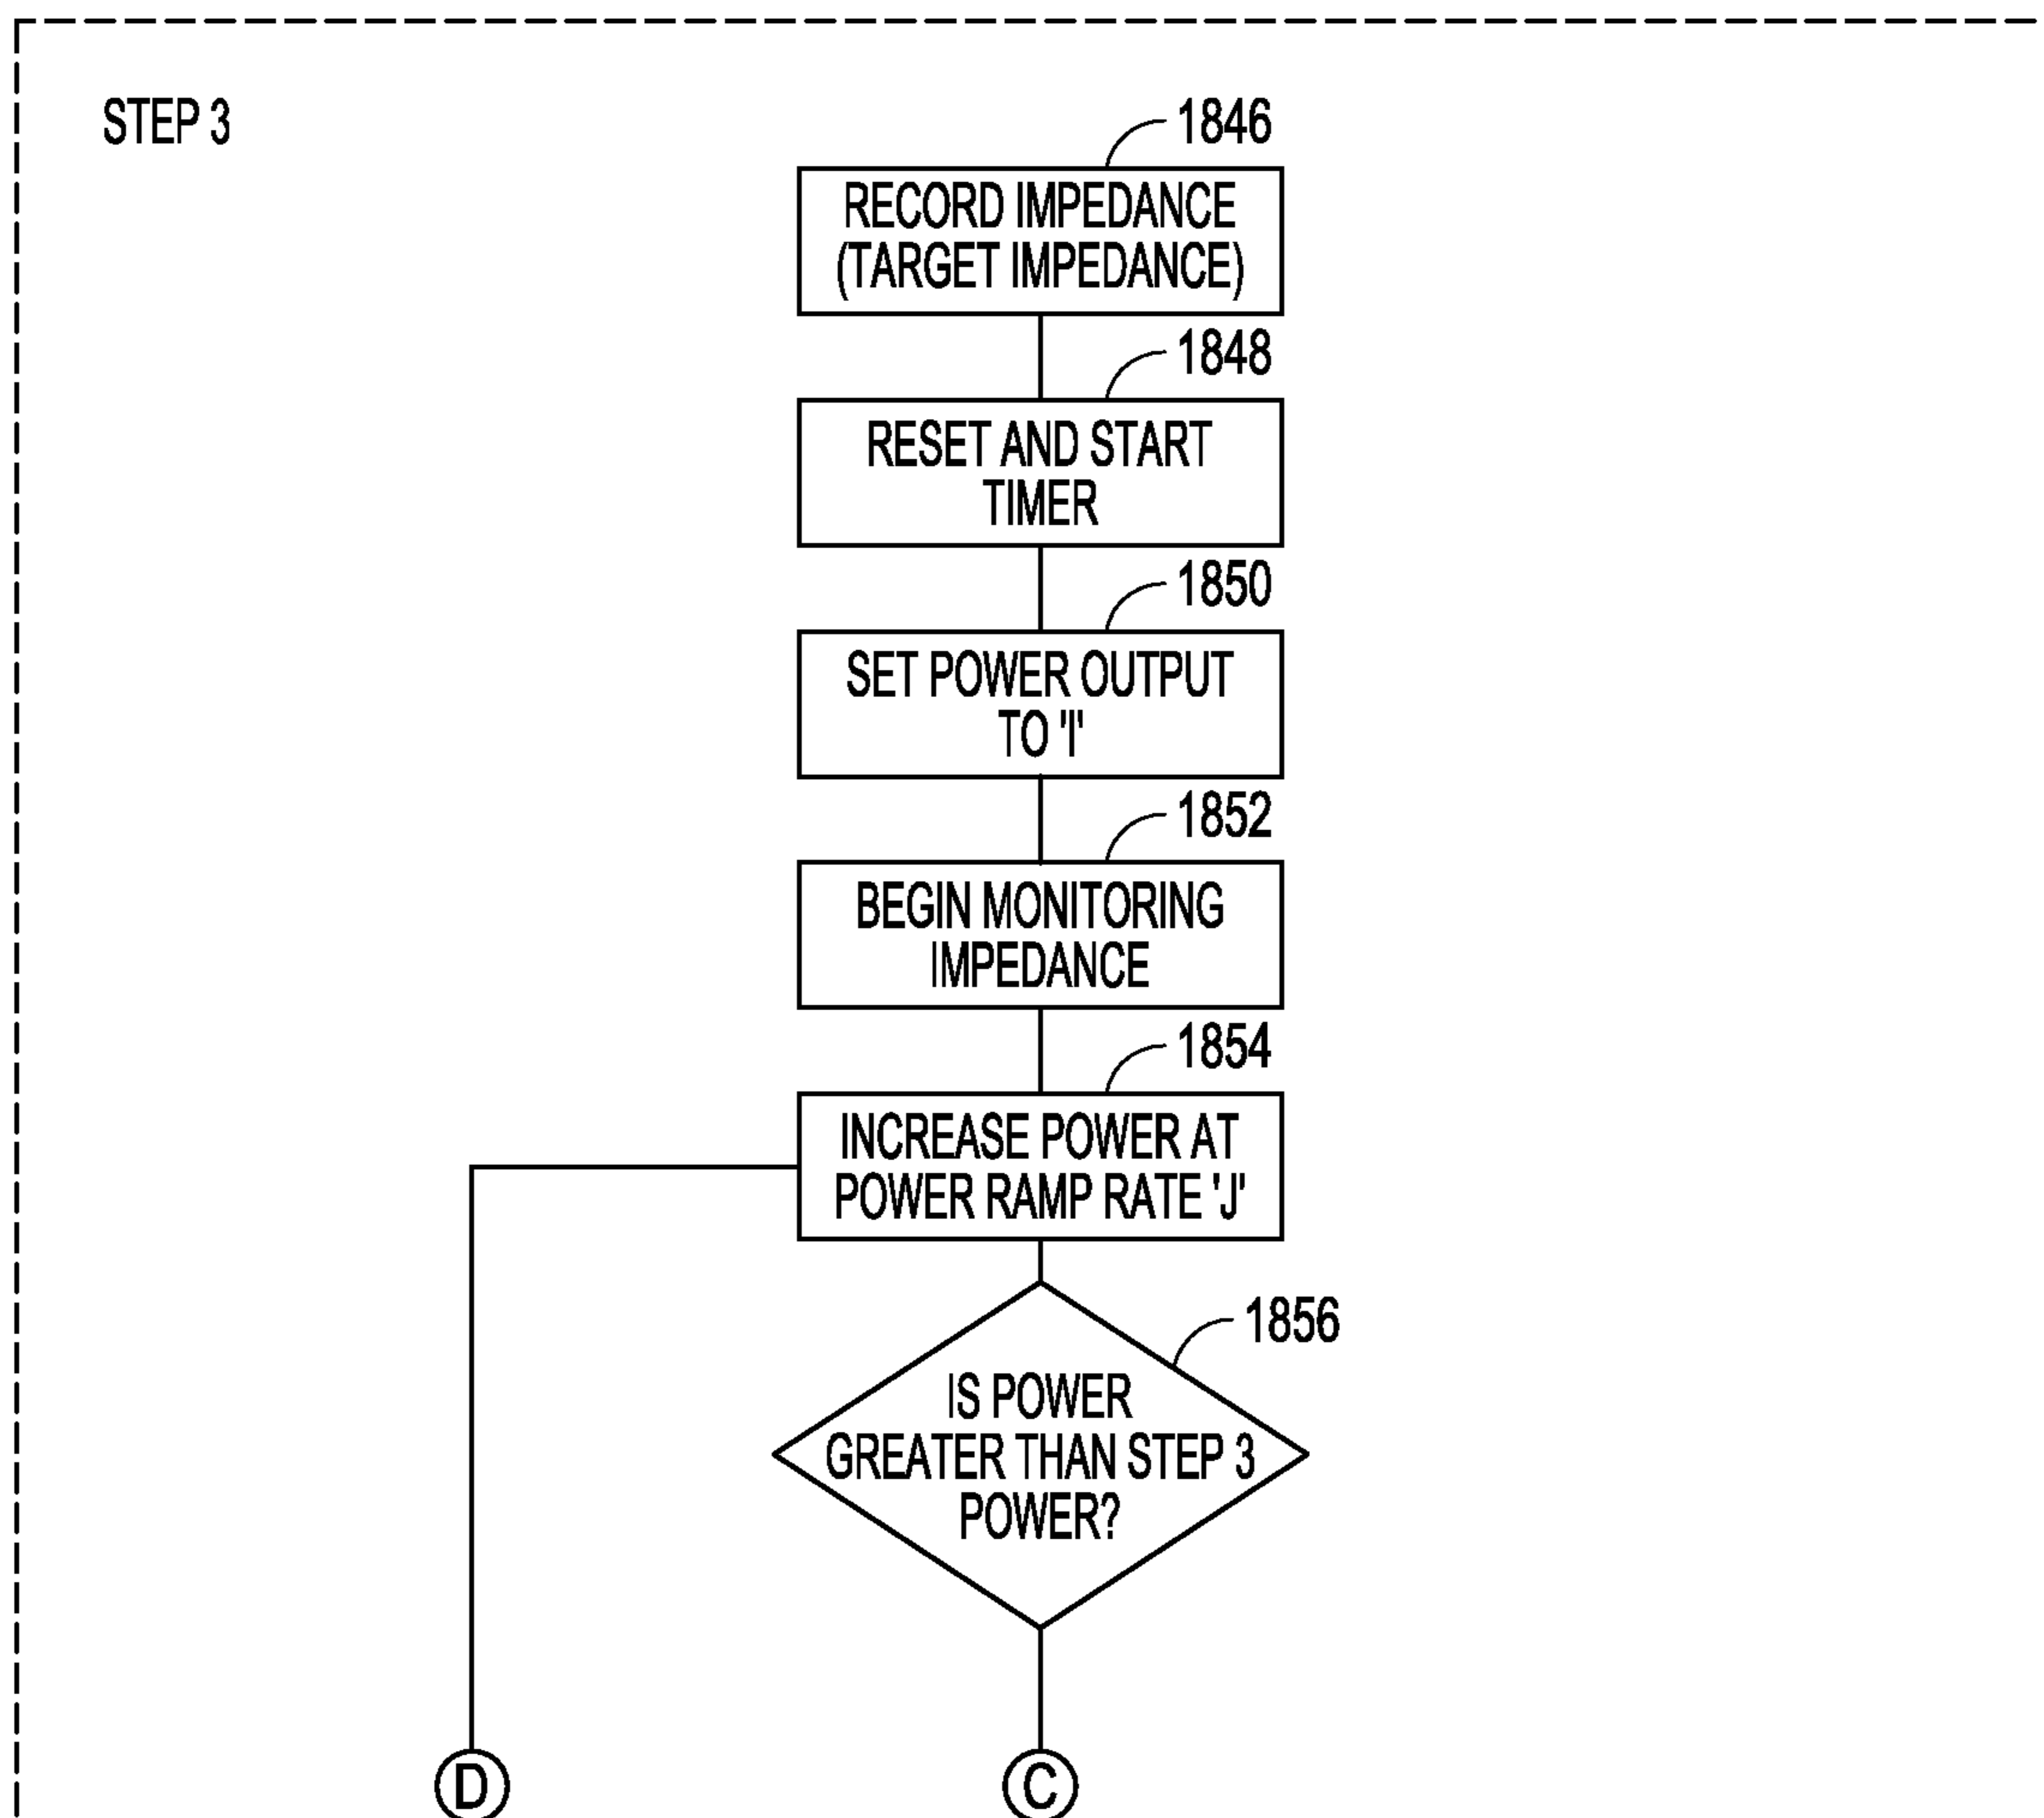 STEP 3
1846
RECORD IMPEDANCE
(TARGET IMPEDANCE)
1848
RESET AND START
TIMER
1850
SET POWER OUTPUT
TO 'I'
1852
BEGIN MONITORING
IMPEDANCE
1854
INCREASE POWER AT
POWER RAMP RATE 'J'
1856
IS POWER
GREATER THAN STEP 3
POWER?
D
C